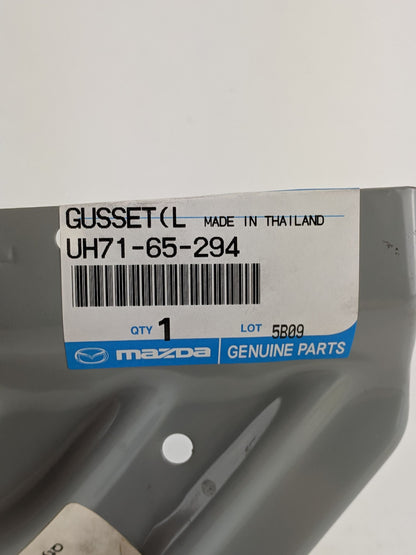 GUSSET(L MADE IN THAILAND
UH71-65-294
QTY 1 LOT 5B09
mazda GENUINE PARTS